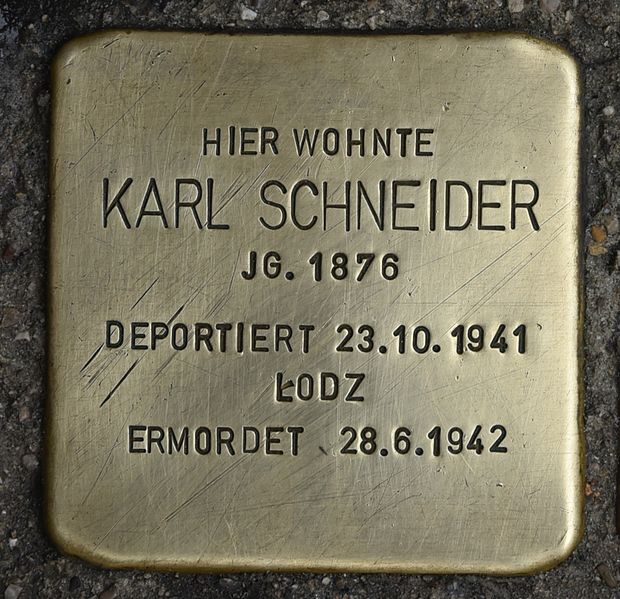 HIER WOHNTE
KARL SCHNEIDER
JG. 1876
DEPORTIERT 23.10.1941
ŁODZ
ERMORDET 28.6.1942